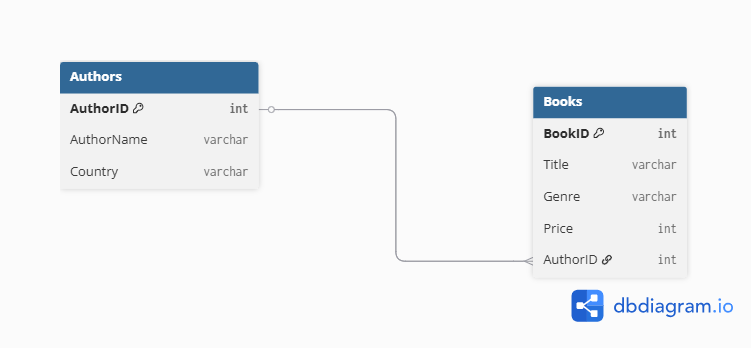 Authors
AuthorID int
AuthorName varchar
Country varchar
Books
BookID int
Title varchar
Genre varchar
Price int
AuthorID int
dbdiagram.io